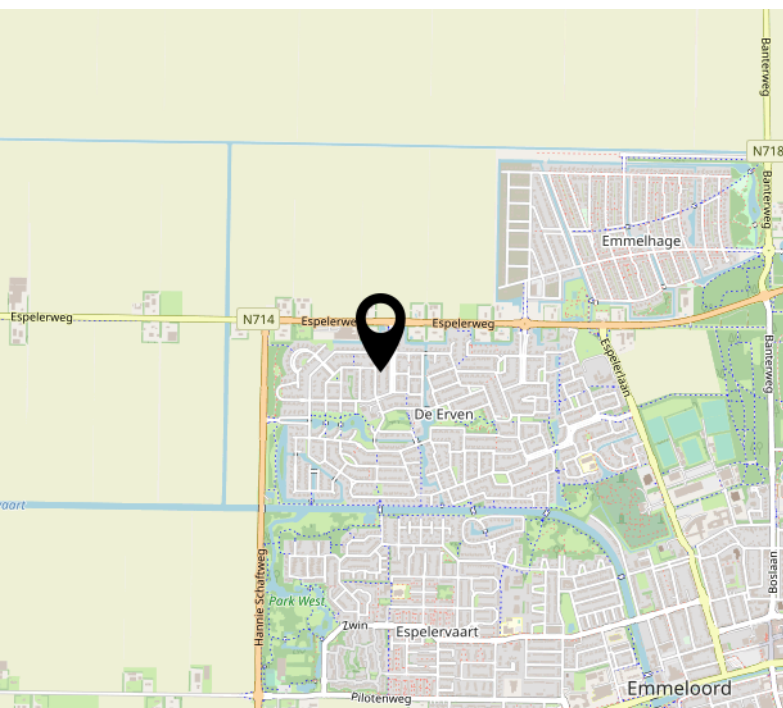 Banterweg
N718
Banterweg
Emmelhage
Espelerweg
N714
Espelerweg
Espelerweg
Espelerlaan
Banterweg
De Erven
vaart
Hannie Schaftweg
Boslaan
Park West
Zwin
Espelervaart
Emmeloord
Pilotenweg